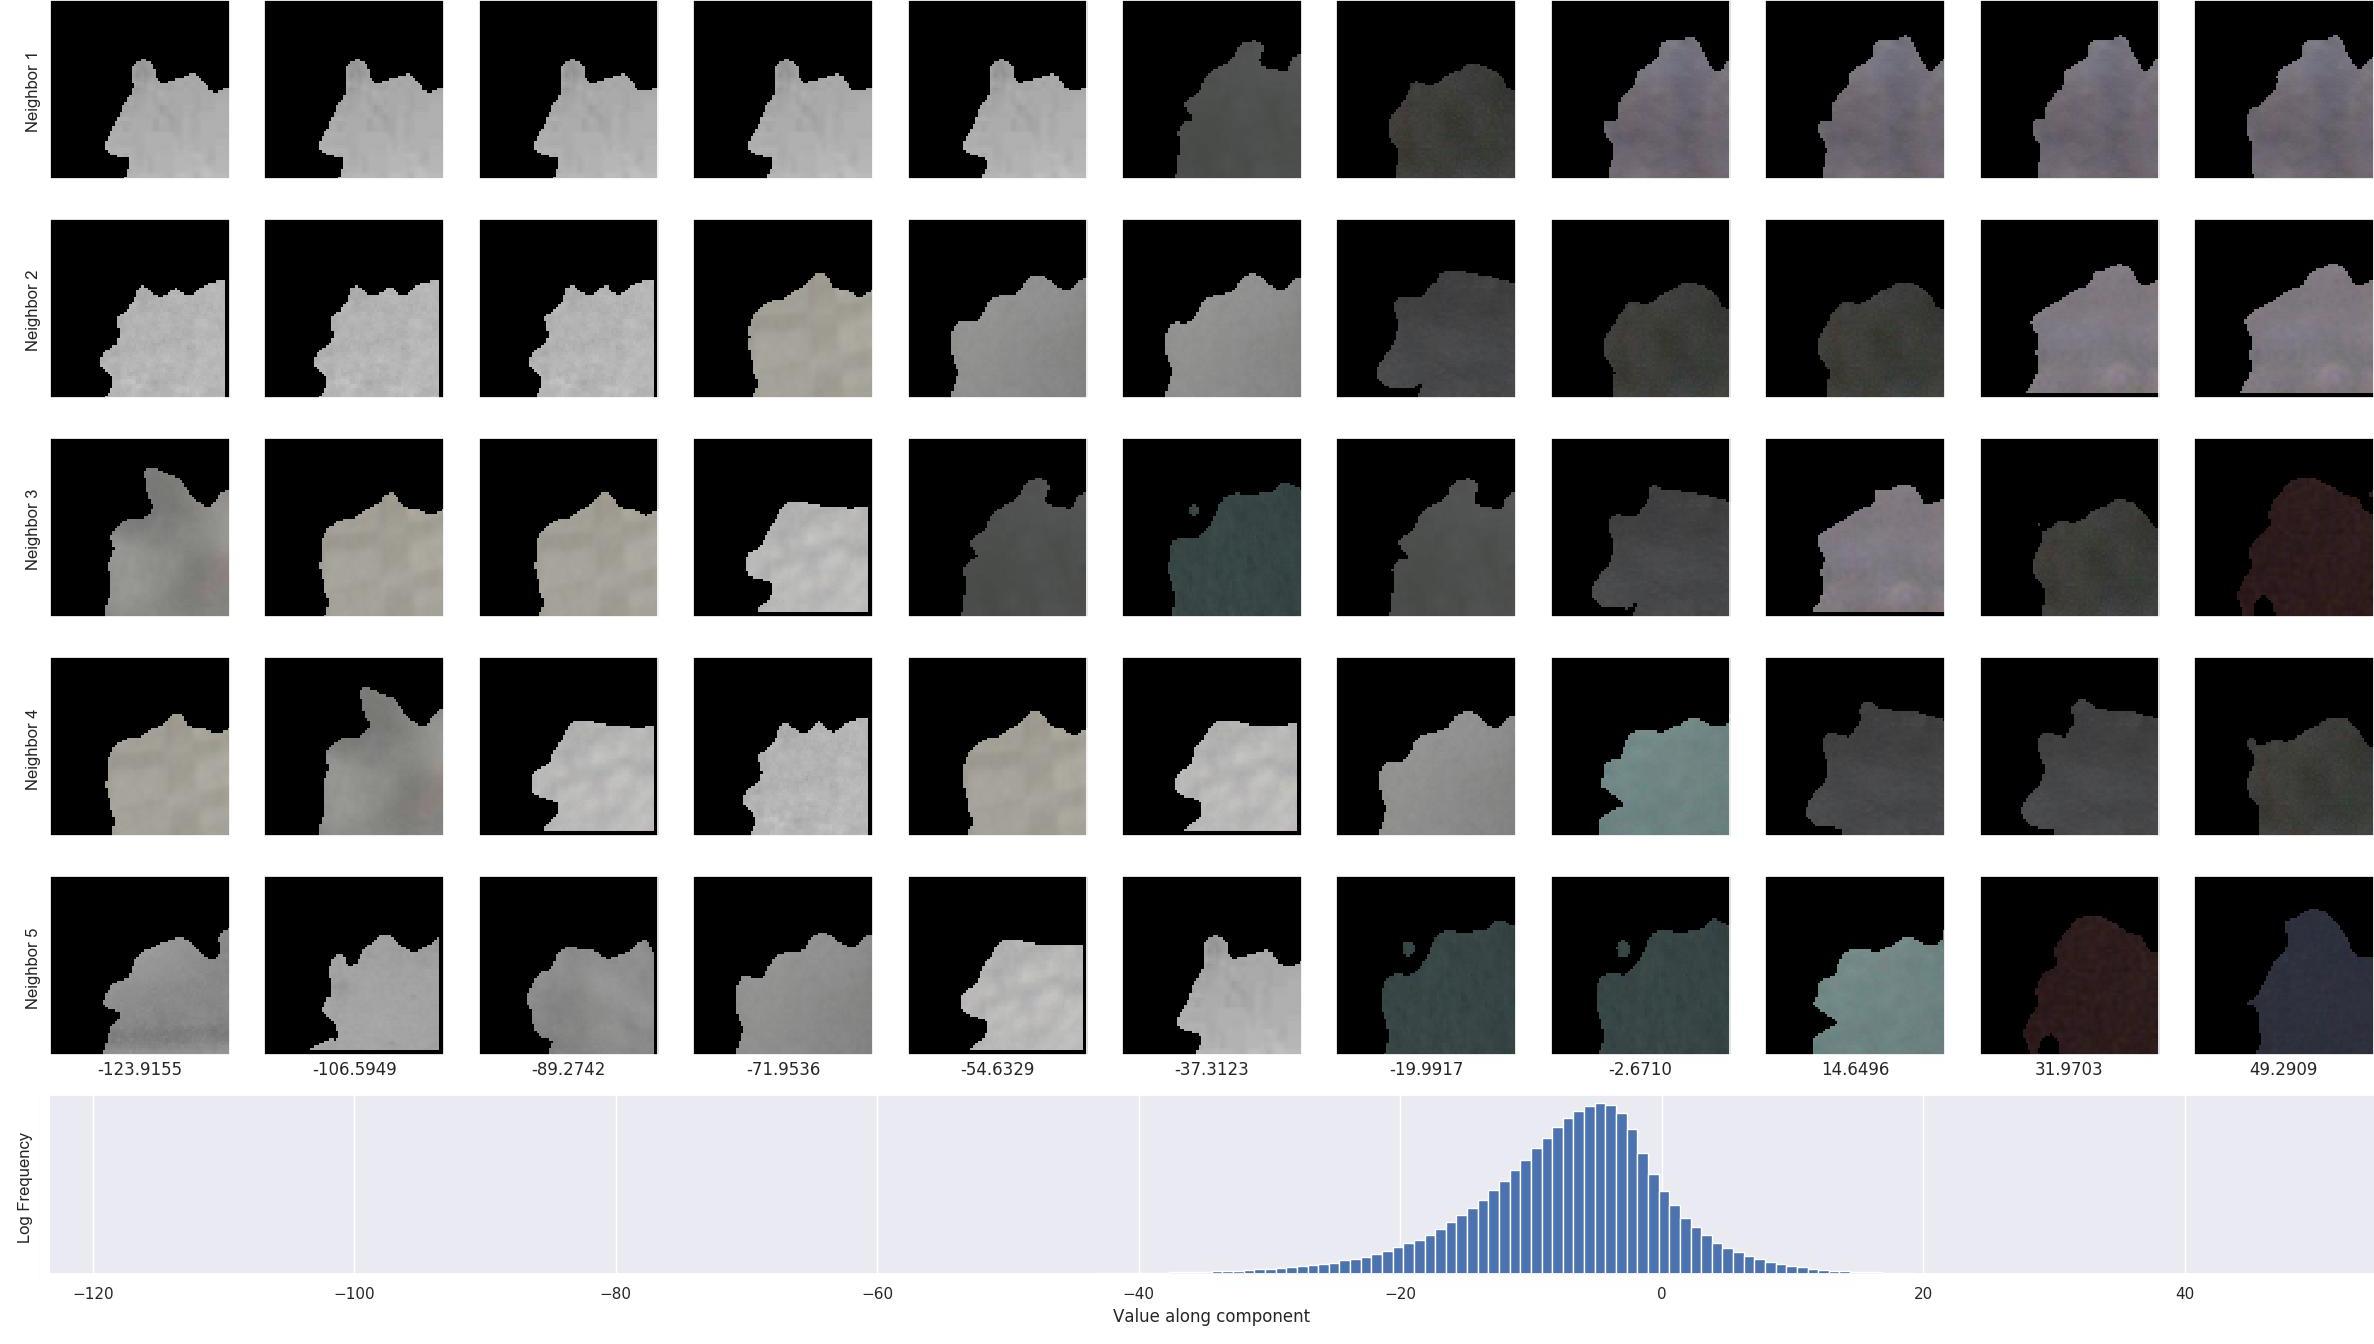 Neighbor 1
Neighbor 2
Neighbor 3
Neighbor 4
Neighbor 5
-123.9155 -106.5949 -89.2742 -71.9536 -54.6329 -37.3123 -19.9917 -2.6710 14.6496 31.9703 49.2909
Log Frequency
−120 −100 −80 −60 −40 −20 0 20 40
Value along component